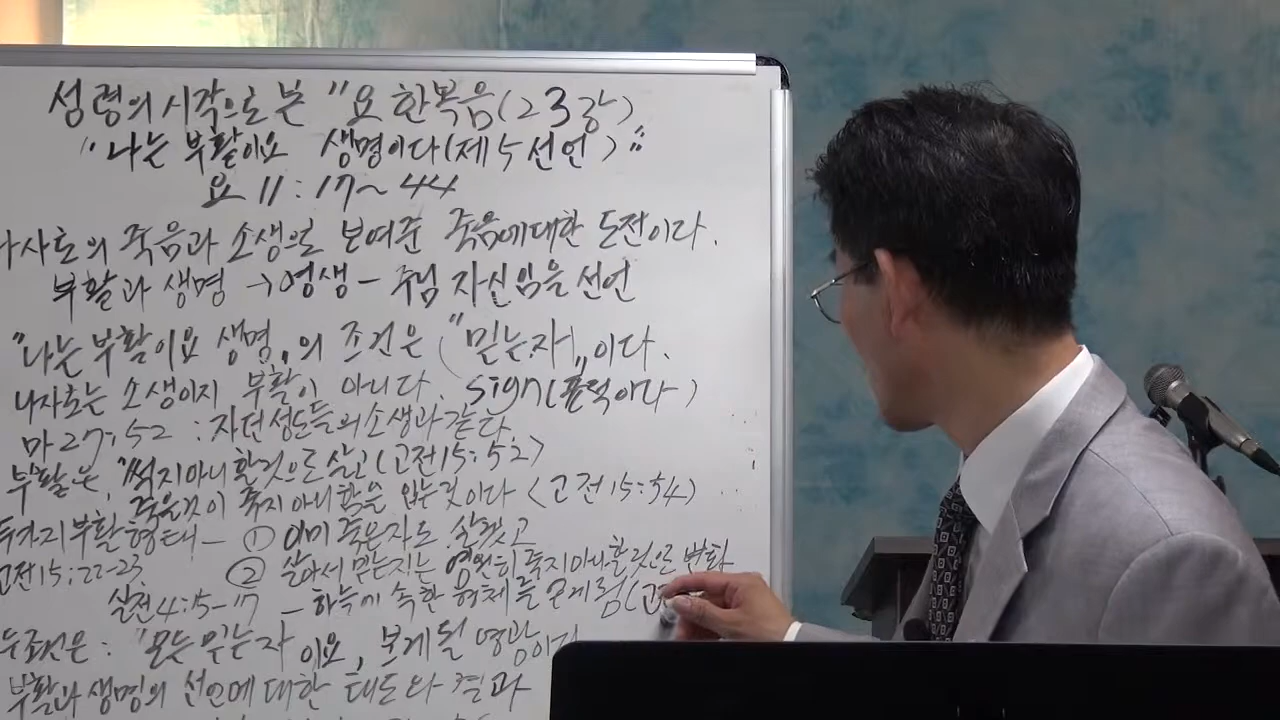 성령의 시각으로 본 "요한복음(23강)
"나는 부활이요 생명이다(제5선언)"
요 11:17~44
나사로의 죽음과 소생으로 보여준 죽음에대한 도전이다.
부활과 생명 →영생 - 주님 자신임을 선언
"나는 부활이요 생명"의 조건은 "믿는자"이다.
나사로는 소생이지 부활이 아니다. sign(표적이다)
마27:52 : 자던성도들의소생과같다
부활은, "썩지아니할것으로 살고(고전15:52)
죽을것이 죽지아니함을 입는것이다 (고전15:54)
두가지부활형태- ① 이미 죽은자도 살겠고
고전15:22-23 ② 살아서 믿는자는 영원히죽지아니할것으로 변화
살전4:15-17 - 하늘에 속한 형체를
두조건은 : "모든 믿는자 이요, 보게될 영광이다
부활과 생명의 선언에 대한 태도와 결과